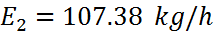 E₂ = 107.38 kg/h